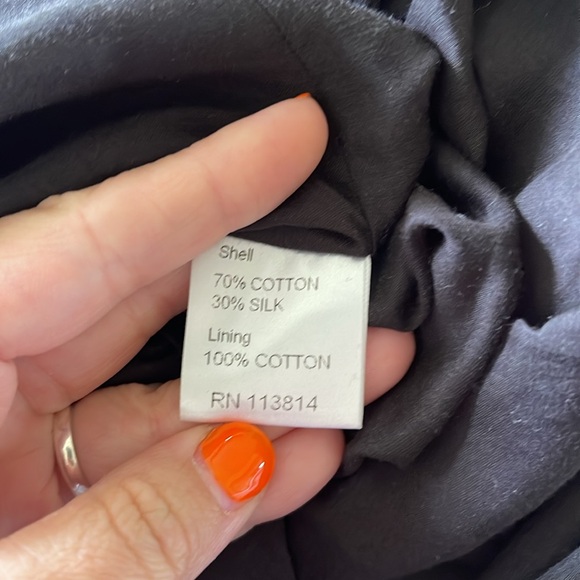 Shell
70% COTTON
30% SILK
Lining
100% COTTON
RN 113814